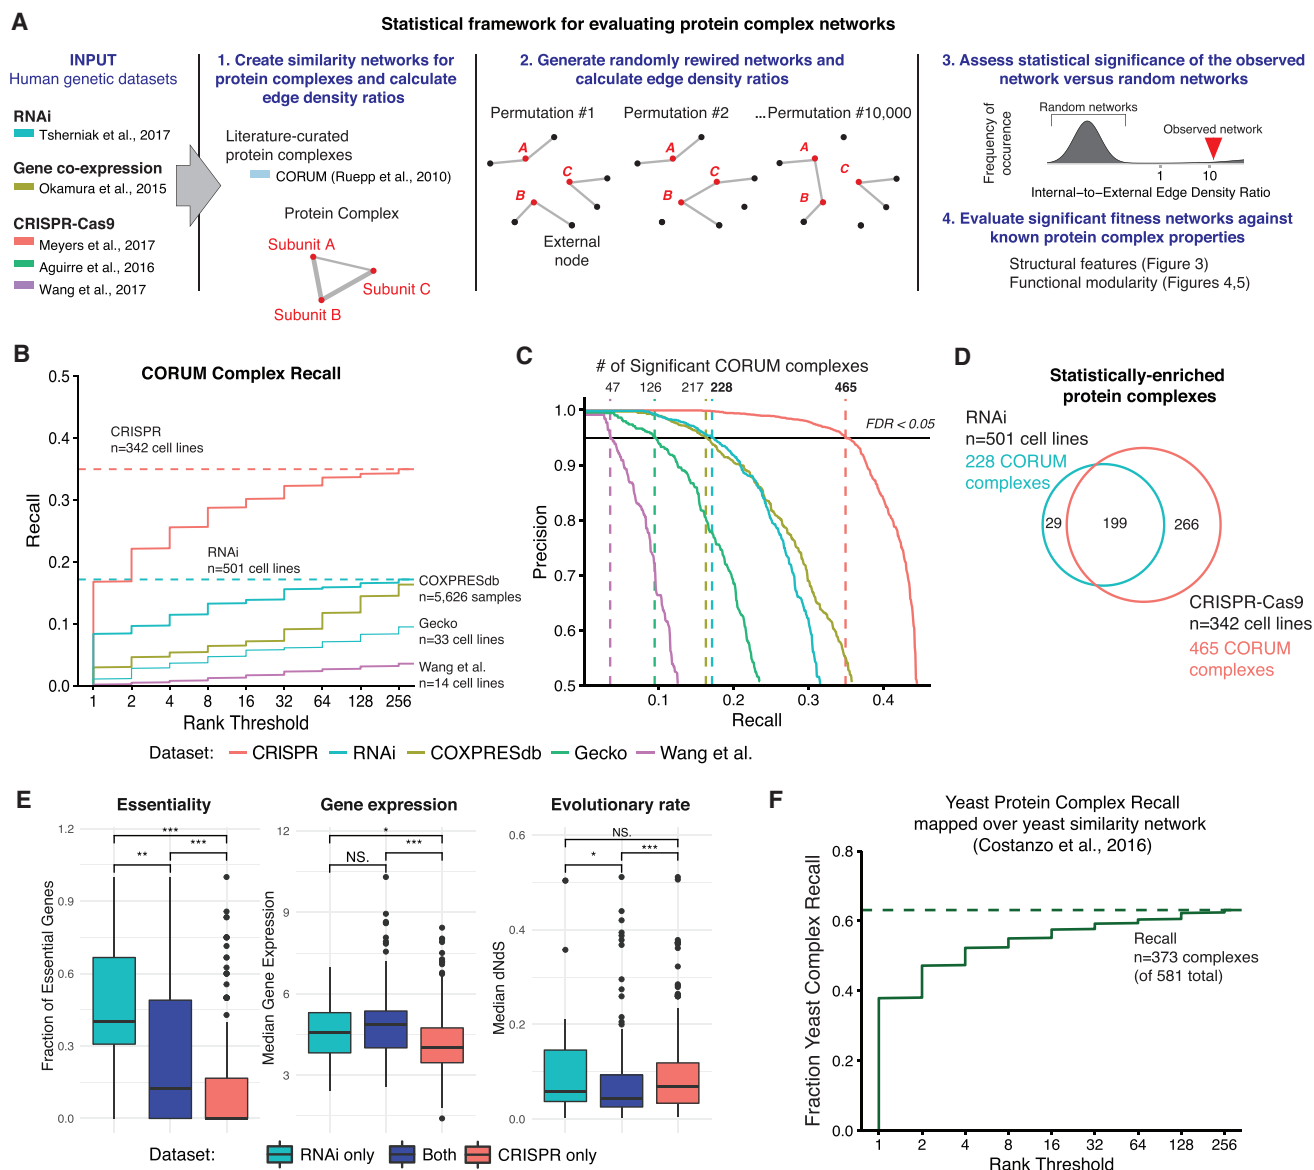 A
Statistical framework for evaluating protein complex networks
INPUT
Human genetic datasets
RNAi
Tsherniak et al., 2017
Gene co-expression
Okamura et al., 2015
CRISPR-Cas9
Meyers et al., 2017
Aguirre et al., 2016
Wang et al., 2017
1. Create similarity networks for
protein complexes and calculate
edge density ratios
Literature-curated
protein complexes
CORUM (Ruepp et al., 2010)
Protein Complex
Subunit A
Subunit C
Subunit B
2. Generate randomly rewired networks and
calculate edge density ratios
Permutation #1
Permutation #2
...Permutation #10,000
A
C
B
A
C
B
A
C
B
External
node
3. Assess statistical significance of the observed
network versus random networks
Frequency of
occurence
Random networks
Observed network
1
10
Internal-to-External Edge Density Ratio
4. Evaluate significant fitness networks against
known protein complex properties
Structural features (Figure 3)
Functional modularity (Figures 4,5)
B
CORUM Complex Recall
Recall
0.5
0.4
0.3
0.2
0.1
0.0
CRISPR
n=342 cell lines
RNAi
n=501 cell lines
COXPRESdb
n=5,626 samples
Gecko
n=33 cell lines
Wang et al.
n=14 cell lines
1 2 4 8 16 32 64 128 256
Rank Threshold
C
# of Significant CORUM complexes
47 126 217 228 465
FDR < 0.05
Precision
1.0
0.9
0.8
0.7
0.6
0.5
0.1 0.2 0.3 0.4
Recall
Dataset: CRISPR RNAi COXPRESdb Gecko Wang et al.
D
Statistically-enriched
protein complexes
RNAi
n=501 cell lines
228 CORUM
complexes
29 199 266
CRISPR-Cas9
n=342 cell lines
465 CORUM
complexes
E
Essentiality
Fraction of Essential Genes
1.2
0.9
0.6
0.3
0.0
***
**
***
Gene expression
Median Gene Expression
12
9
6
3
*
NS.
***
Evolutionary rate
Median dNdS
0.6
0.4
0.2
0.0
NS.
*
***
Dataset: RNAi only Both CRISPR only
F
Yeast Protein Complex Recall
mapped over yeast similarity network
(Costanzo et al., 2016)
Fraction Yeast Complex Recall
0.8
0.6
0.4
0.2
0.0
Recall
n=373 complexes
(of 581 total)
1 2 4 8 16 32 64 128 256
Rank Threshold